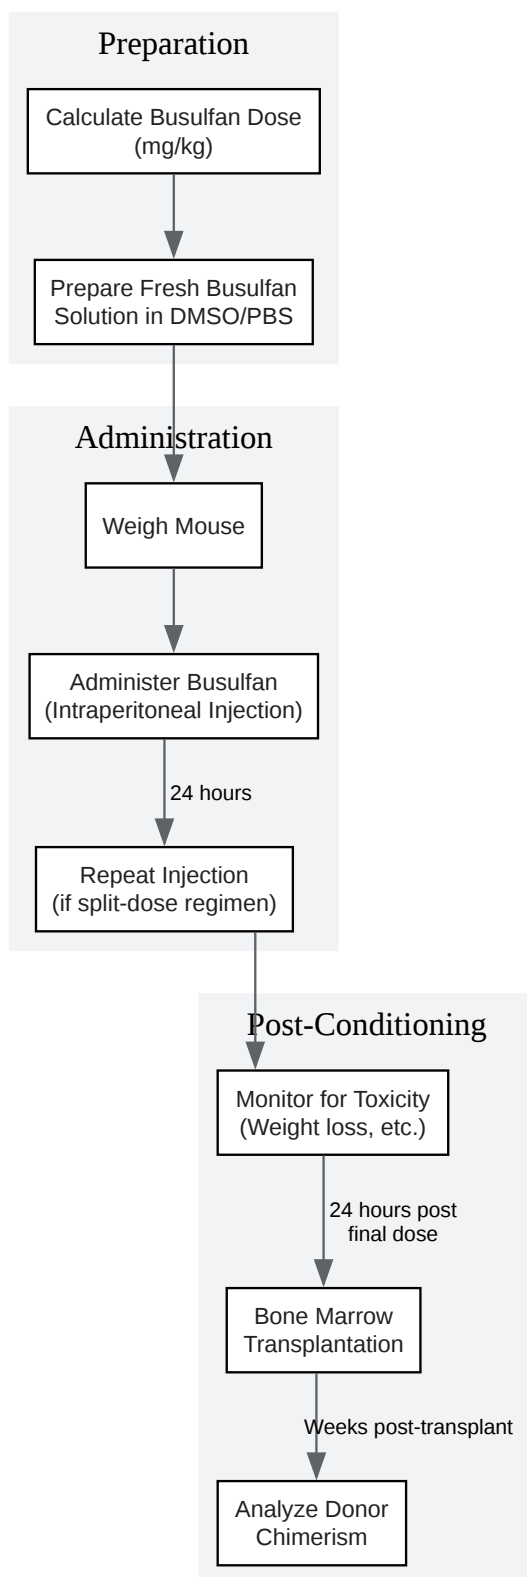 Preparation
Calculate Busulfan Dose
(mg/kg)
Prepare Fresh Busulfan
Solution in DMSO/PBS
Administration
Weigh Mouse
Administer Busulfan
(Intraperitoneal Injection)
24 hours
Repeat Injection
(if split-dose regimen)
Post-Conditioning
Monitor for Toxicity
(Weight loss, etc.)
24 hours post
final dose
Bone Marrow
Transplantation
Weeks post-transplant
Analyze Donor
Chimerism